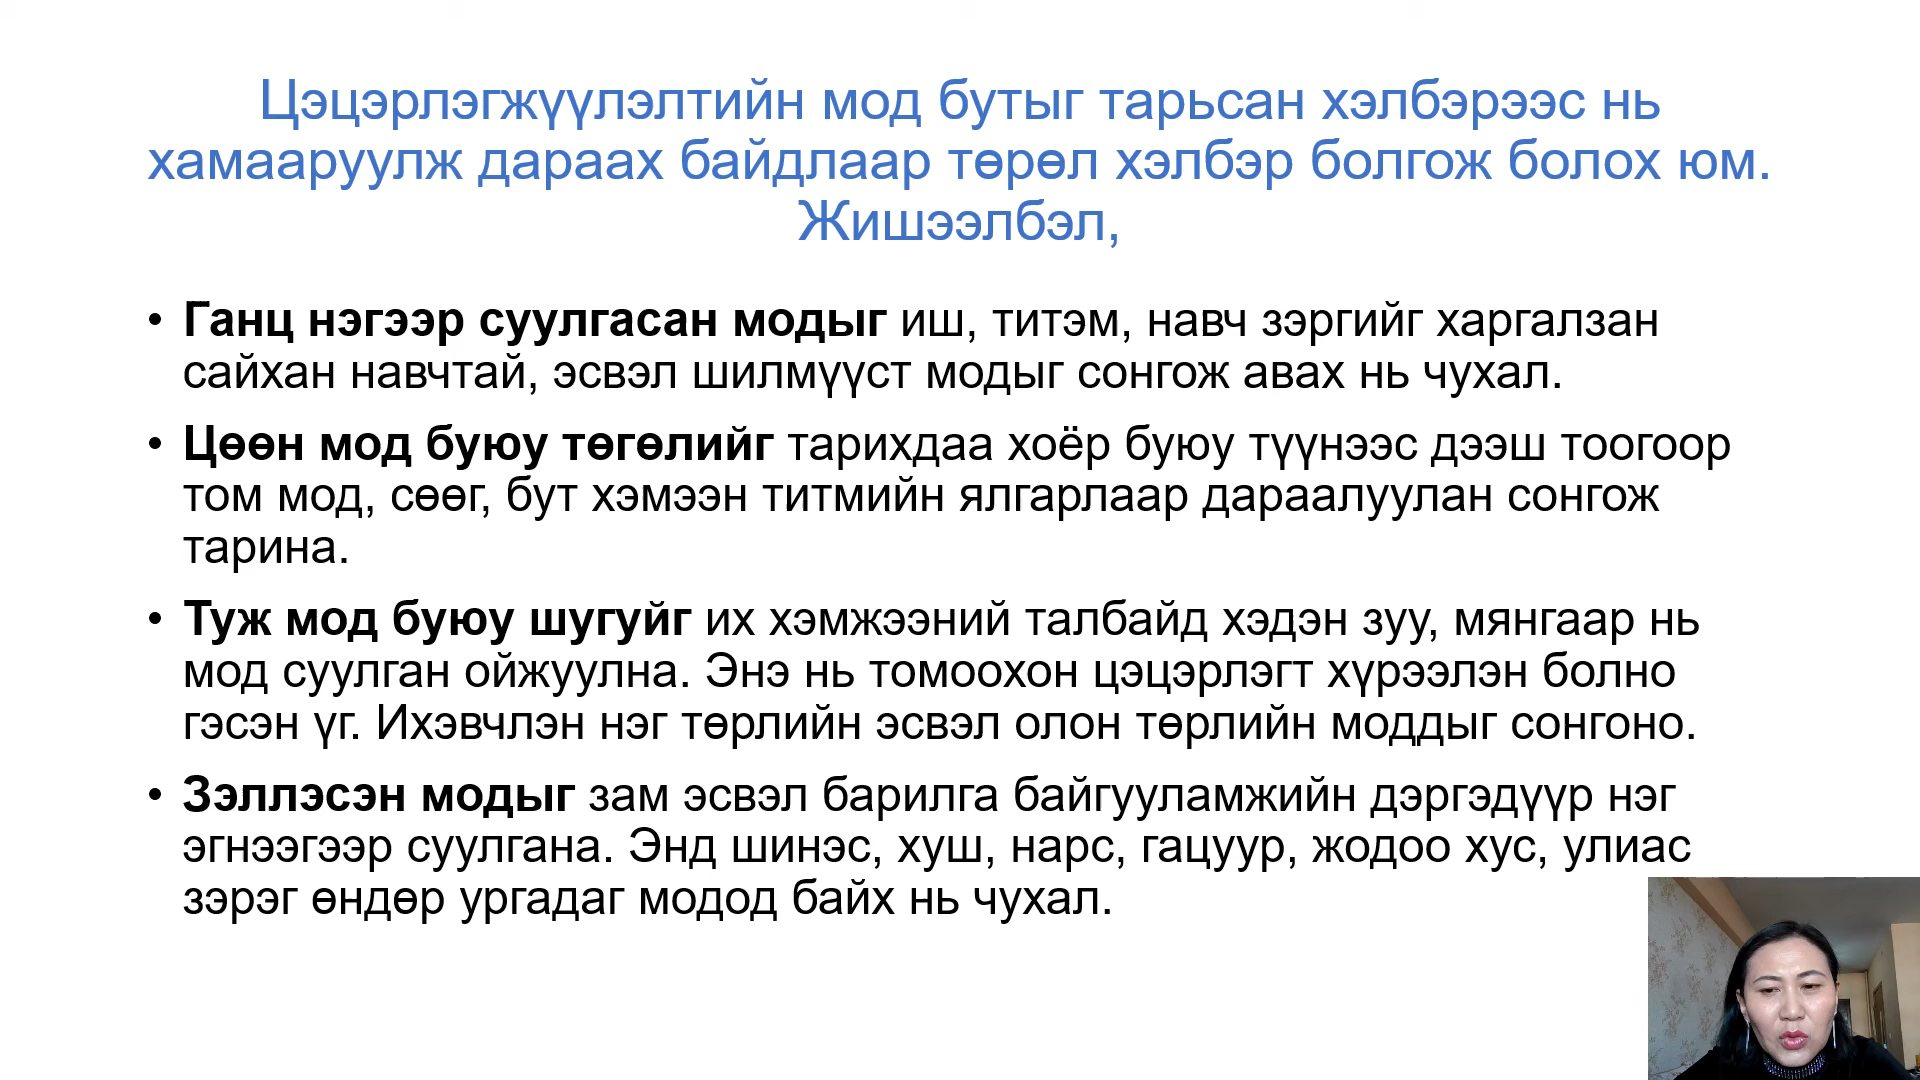 Цэцэрлэгжүүлэлтийн мод бутыг тарьсан хэлбэрээс нь
хамааруулж дараах байдлаар төрөл хэлбэр болгож болох юм.
Жишээлбэл,
• Ганц нэгээр суулгасан модыг иш, титэм, навч зэргийг харгалзан
сайхан навчтай, эсвэл шилмүүст модыг сонгож авах нь чухал.
• Цөөн мод буюу төгөлийг тарихдаа хоёр буюу түүнээс дээш тоогоор
том мод, сөөг, бут хэмээн титмийн ялгарлаар дараалуулан сонгож
тарина.
• Туж мод буюу шугуйг их хэмжээний талбайд хэдэн зуу, мянгаар нь
мод суулган ойжуулна. Энэ нь томоохон цэцэрлэгт хүрээлэн болно
гэсэн үг. Ихэвчлэн нэг төрлийн эсвэл олон төрлийн моддыг сонгоно.
• Зэллэсэн модыг зам эсвэл барилга байгууламжийн дэргэдүүр нэг
эгнээгээр суулгана. Энд шинэс, хуш, нарс, гацуур, жодоо хус, улиас
зэрэг өндөр ургадаг модод байх нь чухал.